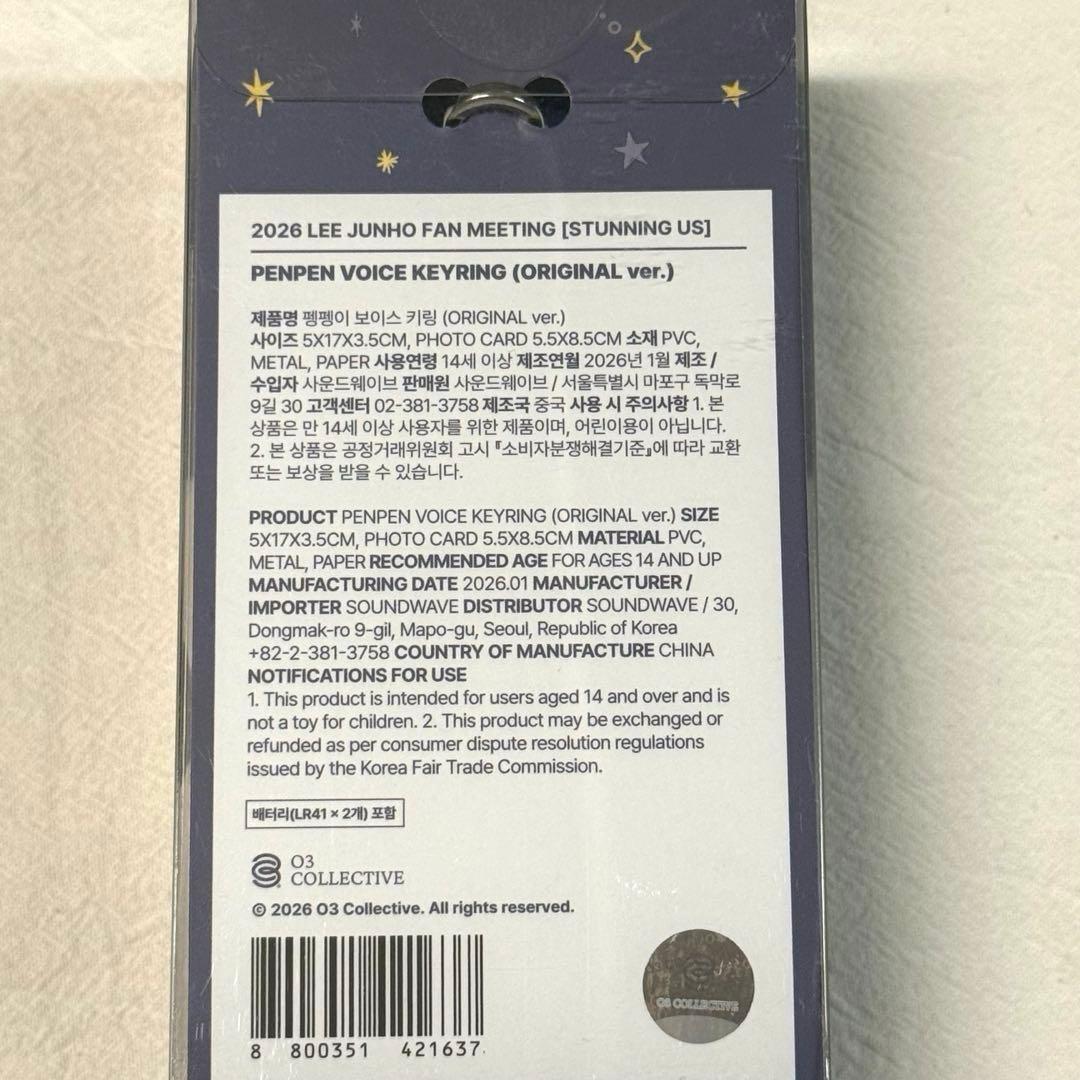 2026 LEE JUNHO FAN MEETING [STUNNING US]
PENPEN VOICE KEYRING (ORIGINAL ver.)
제품명 펭펭이 보이스 키링 (ORIGINAL ver.)
사이즈 5X17X3.5CM, PHOTO CARD 5.5X8.5CM 소재 PVC,
METAL, PAPER 사용연령 14세 이상 제조연월 2026년 1월 제조 /
수입자 사운드웨이브 판매원 사운드웨이브 / 서울특별시 마포구 독막로
9길 30 고객센터 02-381-3758 제조국 중국 사용 시 주의사항 1. 본
상품은 만 14세 이상 사용자를 위한 제품이며, 어린이용이 아닙니다.
2. 본 상품은 공정거래위원회 고시 『소비자분쟁해결기준』에 따라 교환
또는 보상을 받을 수 있습니다.
PRODUCT PENPEN VOICE KEYRING (ORIGINAL ver.) SIZE
5X17X3.5CM, PHOTO CARD 5.5X8.5CM MATERIAL PVC,
METAL, PAPER RECOMMENDED AGE FOR AGES 14 AND UP
MANUFACTURING DATE 2026.01 MANUFACTURER /
IMPORTER SOUNDWAVE DISTRIBUTOR SOUNDWAVE / 30,
Dongmak-ro 9-gil, Mapo-gu, Seoul, Republic of Korea
+82-2-381-3758 COUNTRY OF MANUFACTURE CHINA
NOTIFICATIONS FOR USE
1. This product is intended for users aged 14 and over and is
not a toy for children. 2. This product may be exchanged or
refunded as per consumer dispute resolution regulations
issued by the Korea Fair Trade Commission.
배터리(LR41 × 2개) 포함
O3
COLLECTIVE
© 2026 O3 Collective. All rights reserved.
8 800351 421637
O3 COLLECTIVE